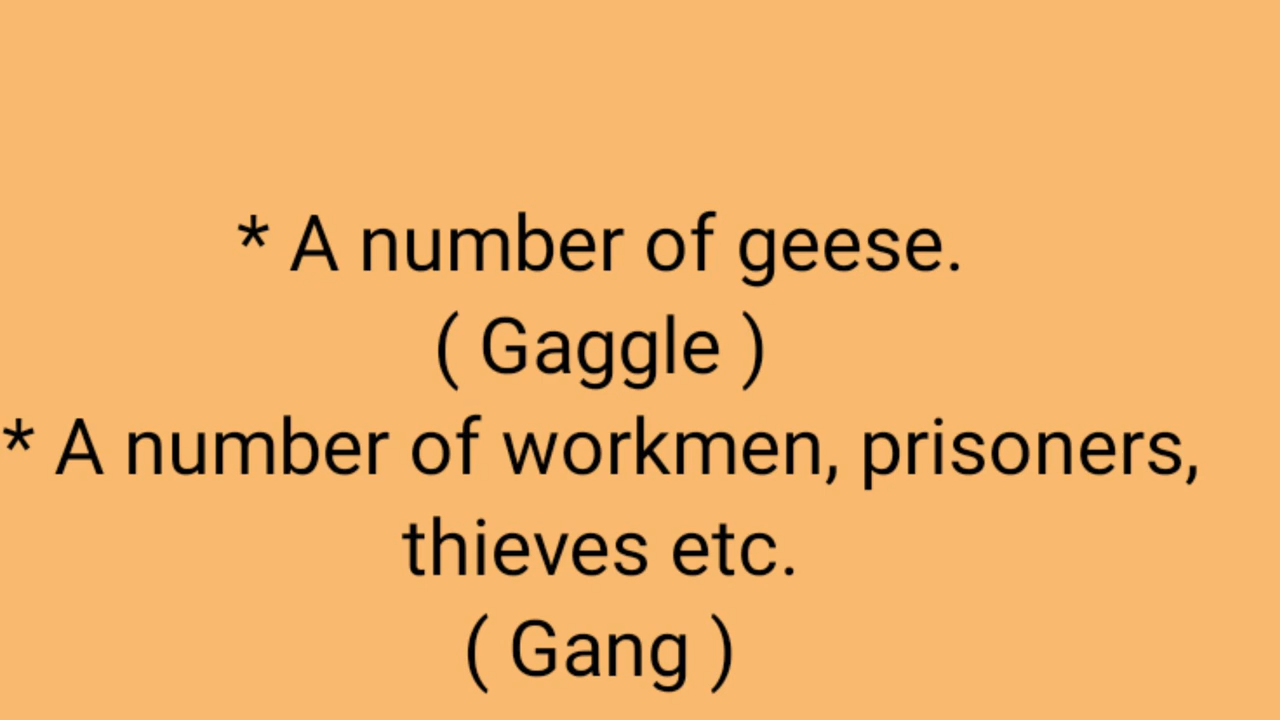 * A number of geese.
( Gaggle )
* A number of workmen, prisoners,
thieves etc.
( Gang )